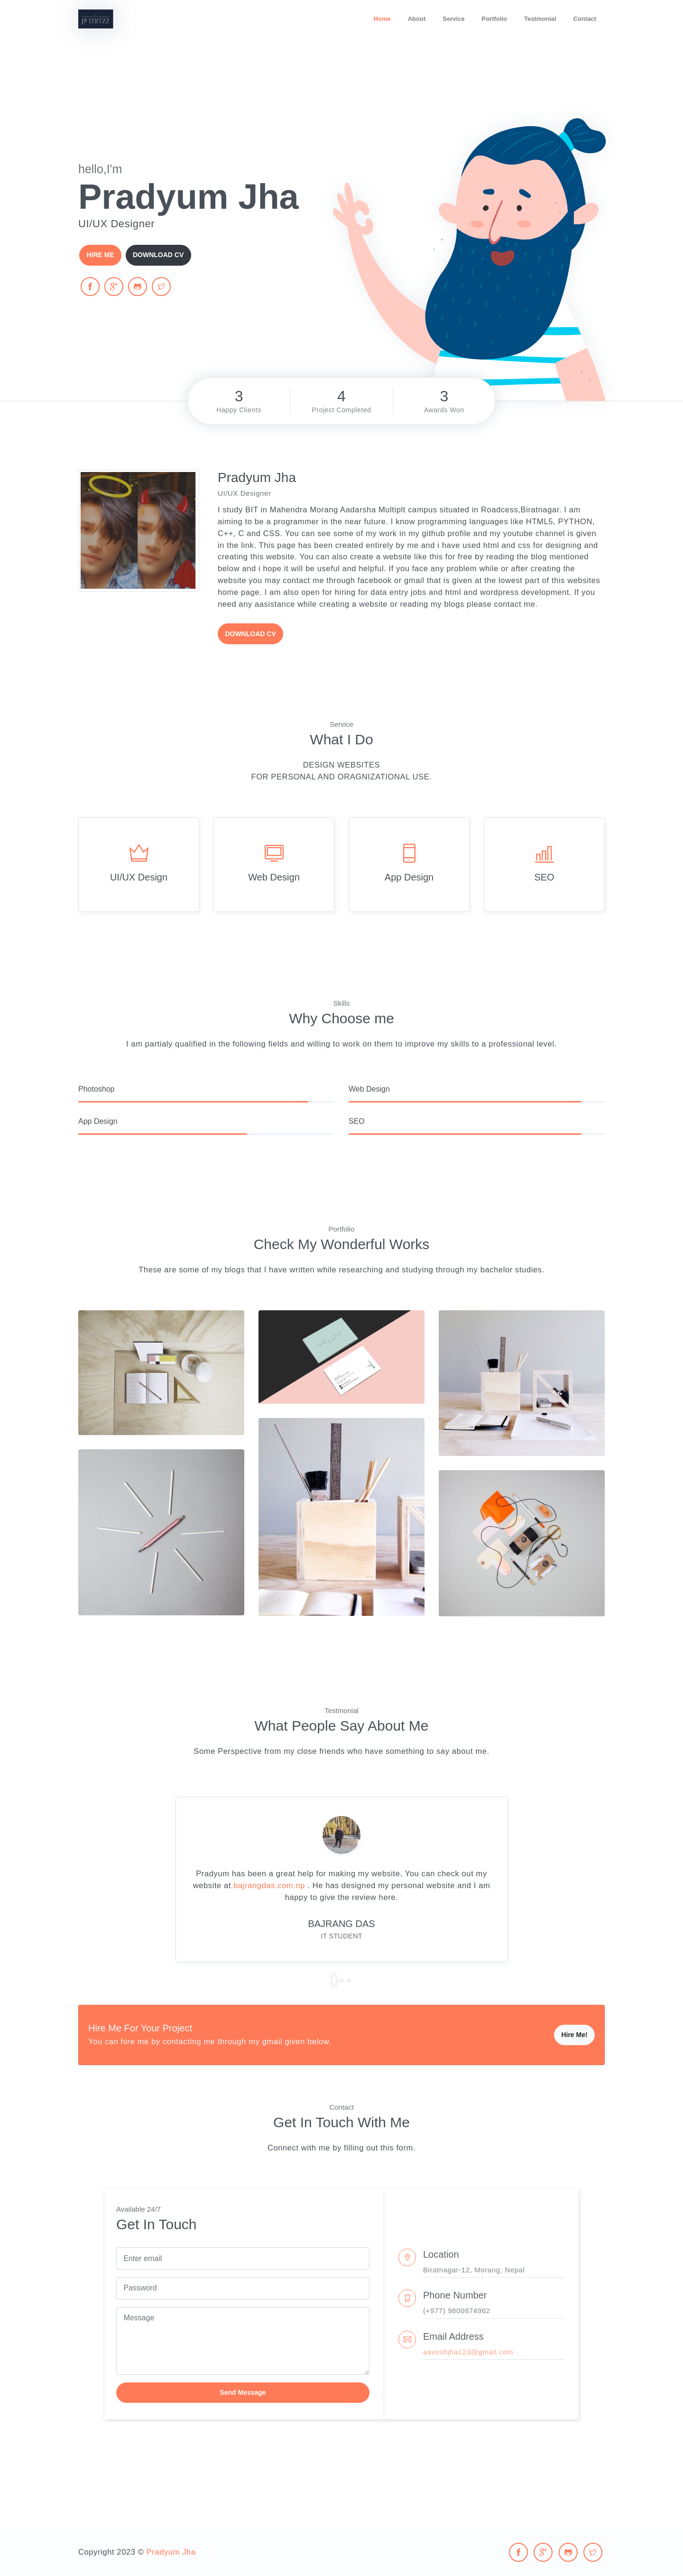 Home About Service Portfolio Testmonial Contact
hello,I'm
Pradyum Jha
UI/UX Designer
HIRE ME DOWNLOAD CV
3 4 3
Happy Clients Project Completed Awards Won
Pradyum Jha
UI/UX Designer
I study BIT in Mahendra Morang Aadarsha Multiplt campus situated in Roadcess,Biratnagar. I am
aiming to be a programmer in the near future. I know programming languages like HTML5, PYTHON,
C++, C and CSS. You can see some of my work in my github profile and my youtube channel is given
in the link. This page has been created entirely by me and i have used html and css for designing and
creating this website. You can also create a website like this for free by reading the blog mentioned
below and i hope it will be useful and helpful. If you face any problem while or after creating the
website you may contact me through facebook or gmail that is given at the lowest part of this websites
home page. I am also open for hiring for data entry jobs and html and wordpress development. If you
need any aasistance while creating a website or reading my blogs please contact me.
DOWNLOAD CV
Service
What I Do
DESIGN WEBSITES
FOR PERSONAL AND ORAGNIZATIONAL USE.
UI/UX Design Web Design App Design SEO
Skills
Why Choose me
I am partialy qualified in the following fields and willing to work on them to improve my skills to a professional level.
Photoshop Web Design
App Design SEO
Portfolio
Check My Wonderful Works
These are some of my blogs that I have written while researching and studying through my bachelor studies.
Testmonial
What People Say About Me
Some Perspective from my close friends who have something to say about me.
Pradyum has been a great help for making my website. You can check out my
website at bajrangdas.com.np . He has designed my personal website and I am
happy to give the review here.
BAJRANG DAS
IT STUDENT
Hire Me For Your Project
You can hire me by contacting me through my gmail given below.
Hire Me!
Contact
Get In Touch With Me
Connect with me by filling out this form.
Available 24/7
Get In Touch
Enter email
Password
Message
Send Message
Location
Biratnagar-12, Morang, Nepal
Phone Number
(+977) 9800874962
Email Address
aaveshjha123@gmail.com
Copyright 2023 © Pradyum Jha